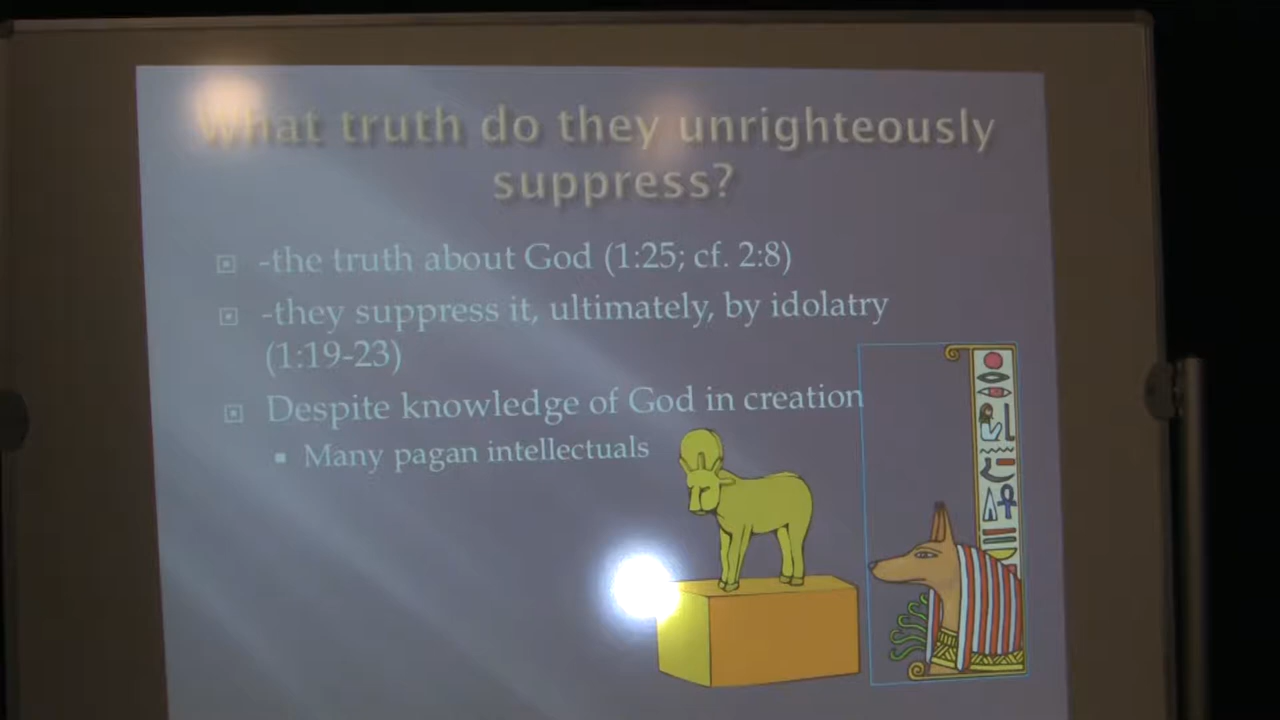 What truth do they unrighteously
suppress?
-the truth about God (1:25; cf. 2:8)
-they suppress it, ultimately, by idolatry
(1:19-23)
Despite knowledge of God in creation
Many pagan intellectuals